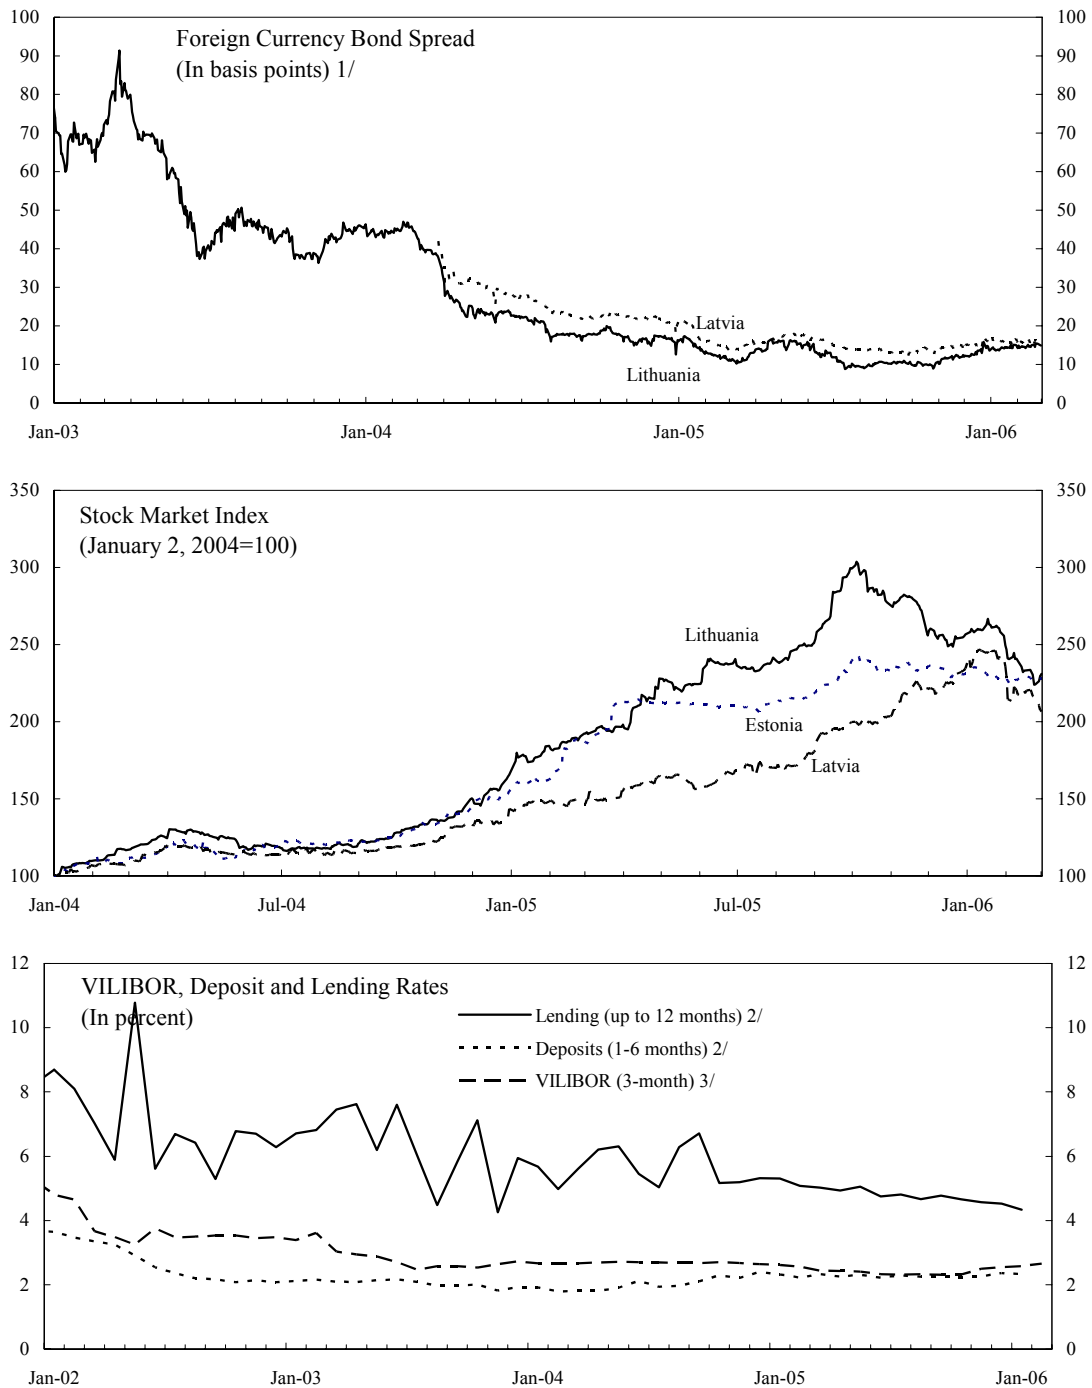 Foreign Currency Bond Spread
(In basis points) 1/
100 100
90 90
80 80
70 70
60 60
50 50
40 40
30 30
20 20
10 10
0 0
Latvia
Lithuania
Jan-03 Jan-04 Jan-05 Jan-06
Stock Market Index
(January 2, 2004=100)
350 350
300 300
250 250
200 200
150 150
100 100
Lithuania
Estonia
Latvia
Jan-04 Jul-04 Jan-05 Jul-05 Jan-06
VILIBOR, Deposit and Lending Rates
(In percent)
Lending (up to 12 months) 2/
Deposits (1-6 months) 2/
VILIBOR (3-month) 3/
12 12
10 10
8 8
6 6
4 4
2 2
0 0
Jan-02 Jan-03 Jan-04 Jan-05 Jan-06